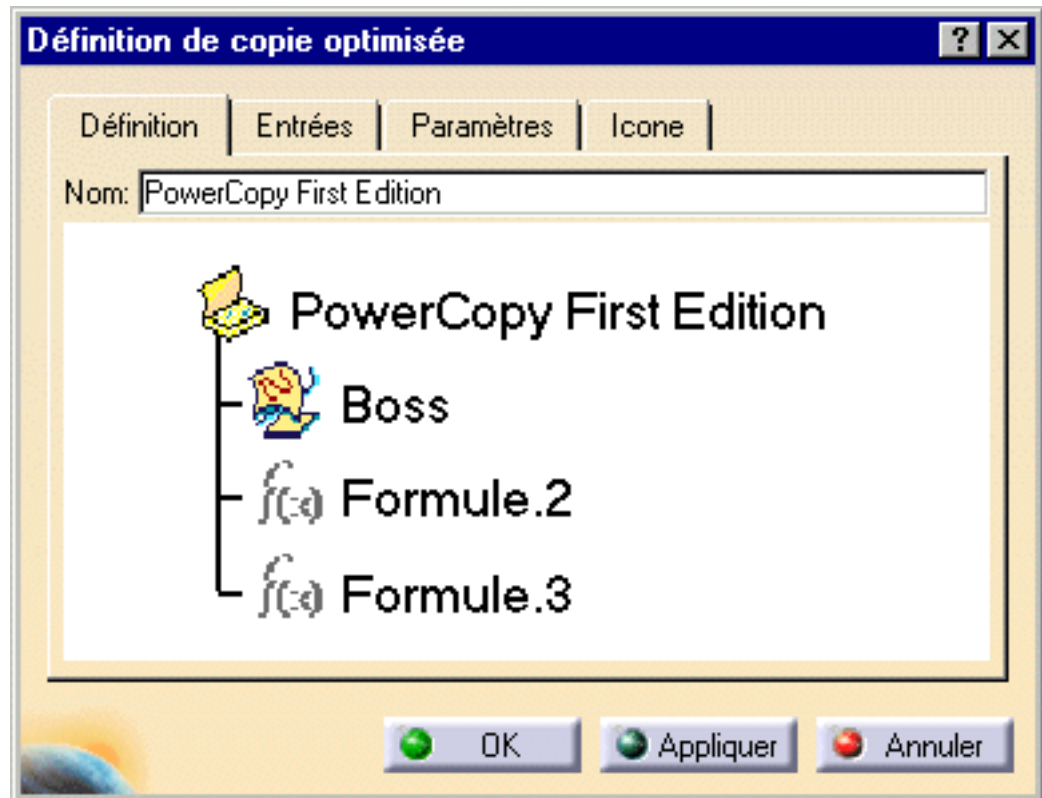 Définition de copie optimisée
Définition Entrées Paramètres Icone
Nom: PowerCopy First Edition
PowerCopy First Edition
Boss
Formule.2
Formule.3
OK Appliquer Annuler